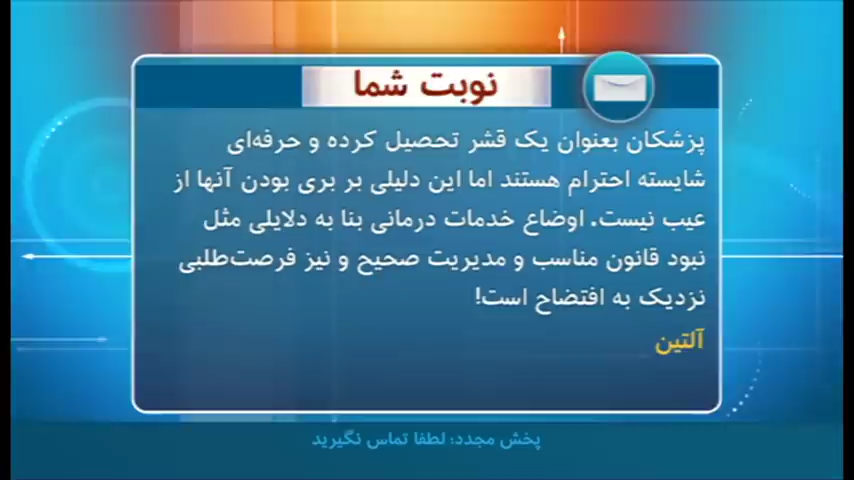 نوبت شما
پزشکان بعنوان یک قشر تحصیل کرده و حرفه‌ای
شایسته احترام هستند اما این دلیلی بر بری بودن آنها از
عیب نیست. اوضاع خدمات درمانی بنا به دلایلی مثل
نبود قانون مناسب و مدیریت صحیح و نیز فرصت‌طلبی
نزدیک به افتضاح است!
آلتین
پخش مجدد: لطفا تماس نگیرید